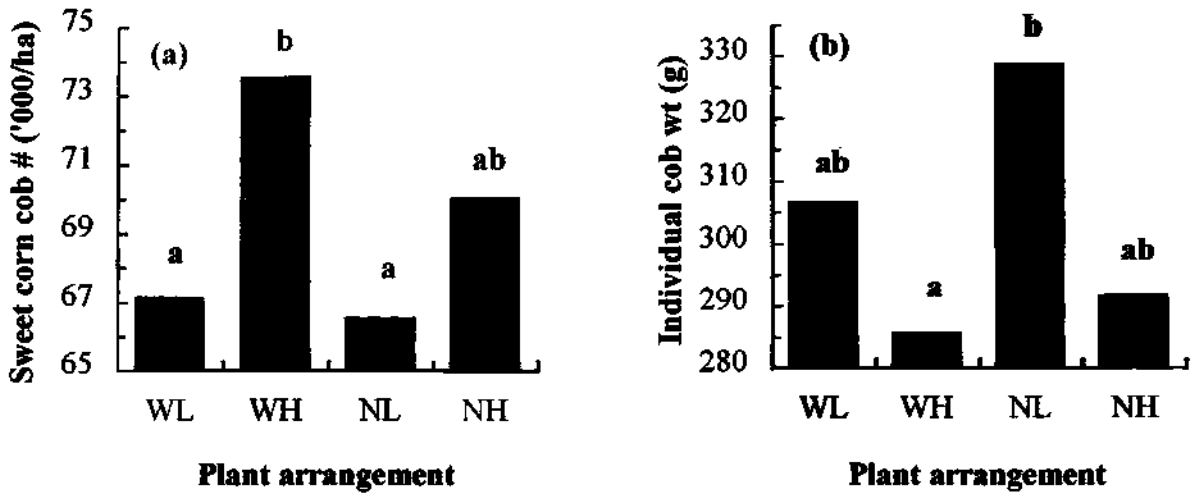 Sweet corn cob # ('000/ha)
75
73
71
69
67
65
(a)
a
b
a
ab
WL WH NL NH
Plant arrangement
Individual cob wt (g)
330
320
310
300
290
280
(b)
ab
a
b
ab
WL WH NL NH
Plant arrangement